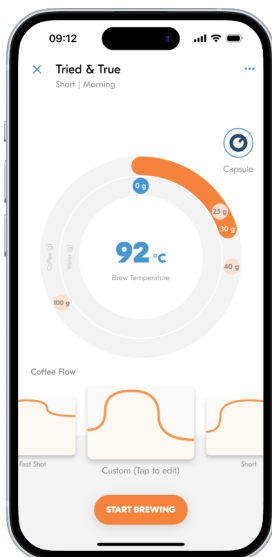 09:12
Tried & True
Short | Morning
Capsule
0 g
25 g
30 g
Coffee (g)
Water (g)
92 °C
Brew Temperature
40 g
100 g
Coffee Flow
Fast Shot
Custom (Tap to edit)
Short
START BREWING